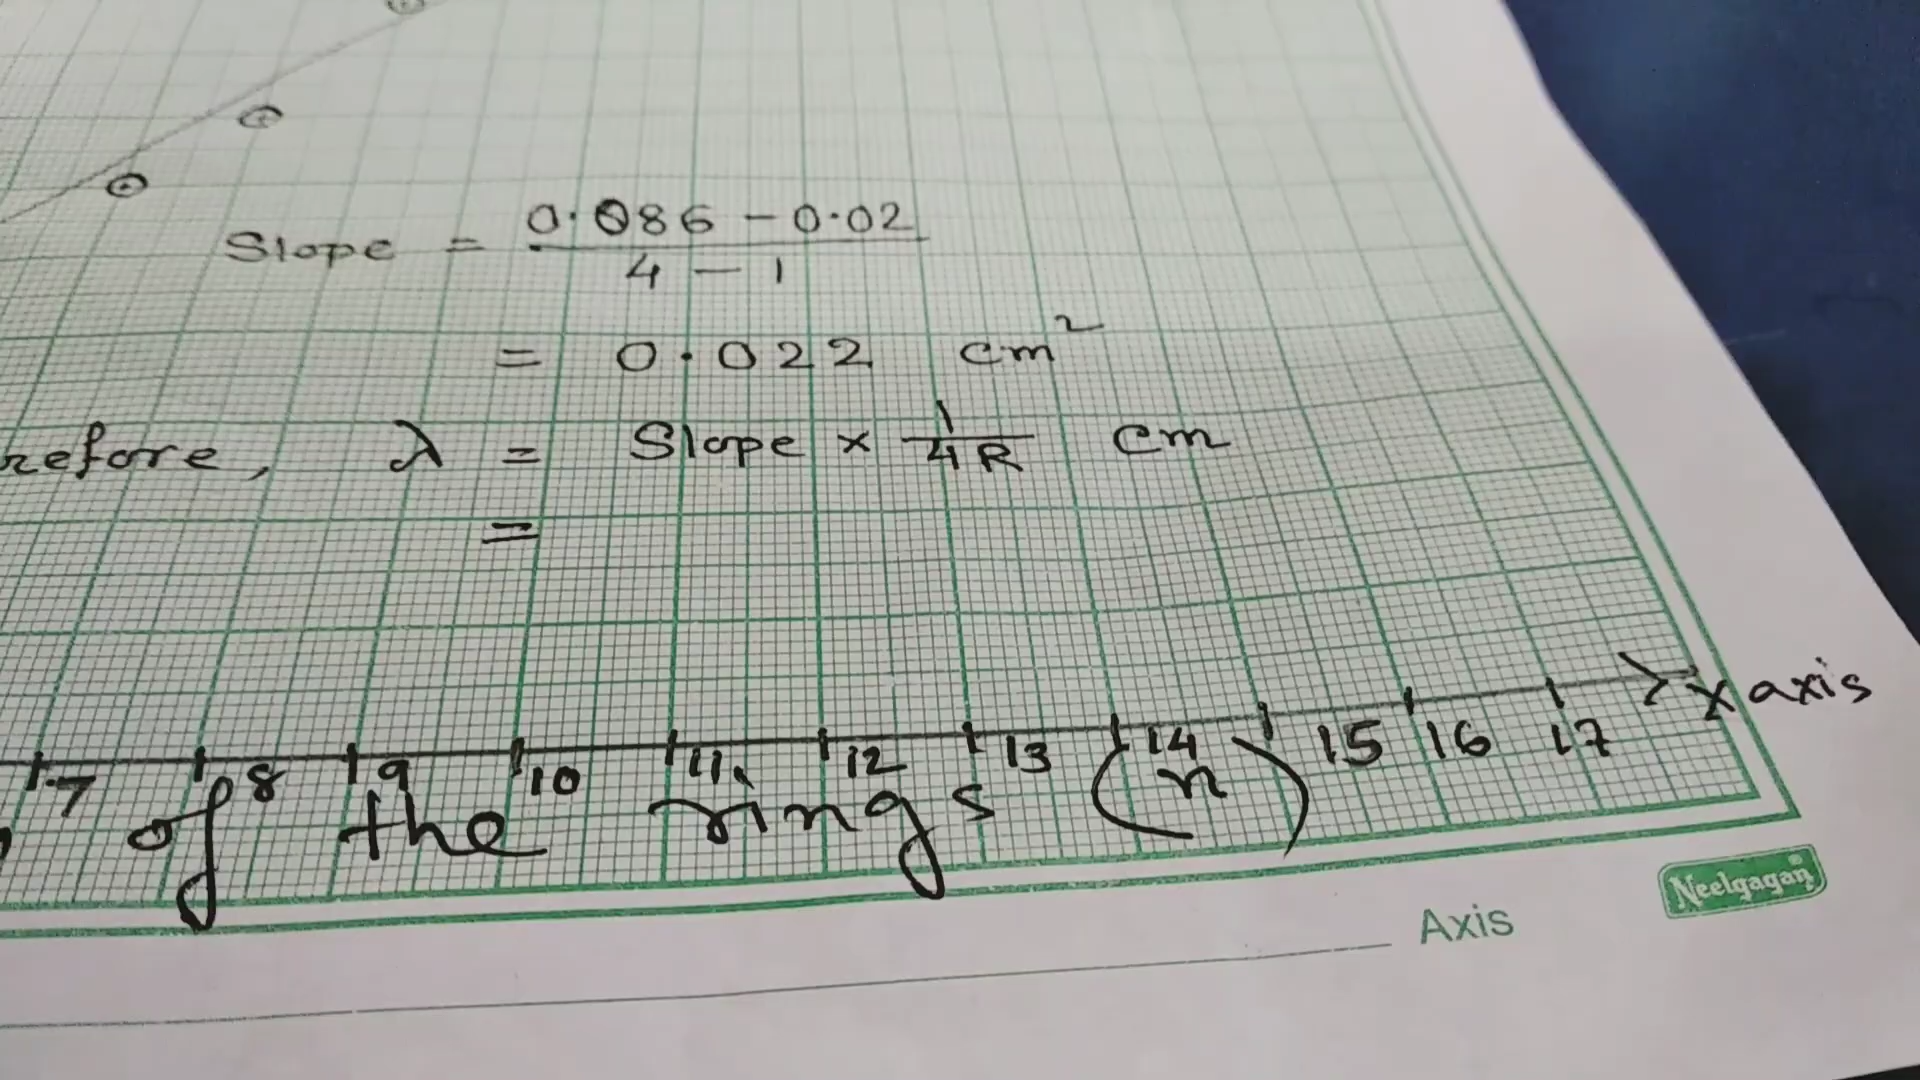 Slope = 0.086 - 0.02 / 4 - 1
= 0.022 cm²
refore, λ = Slope × 1/4R cm
=
7 8 9 10 11 12 13 14 15 16 17 x axis
of the rings (n)
Neelgagan
Axis